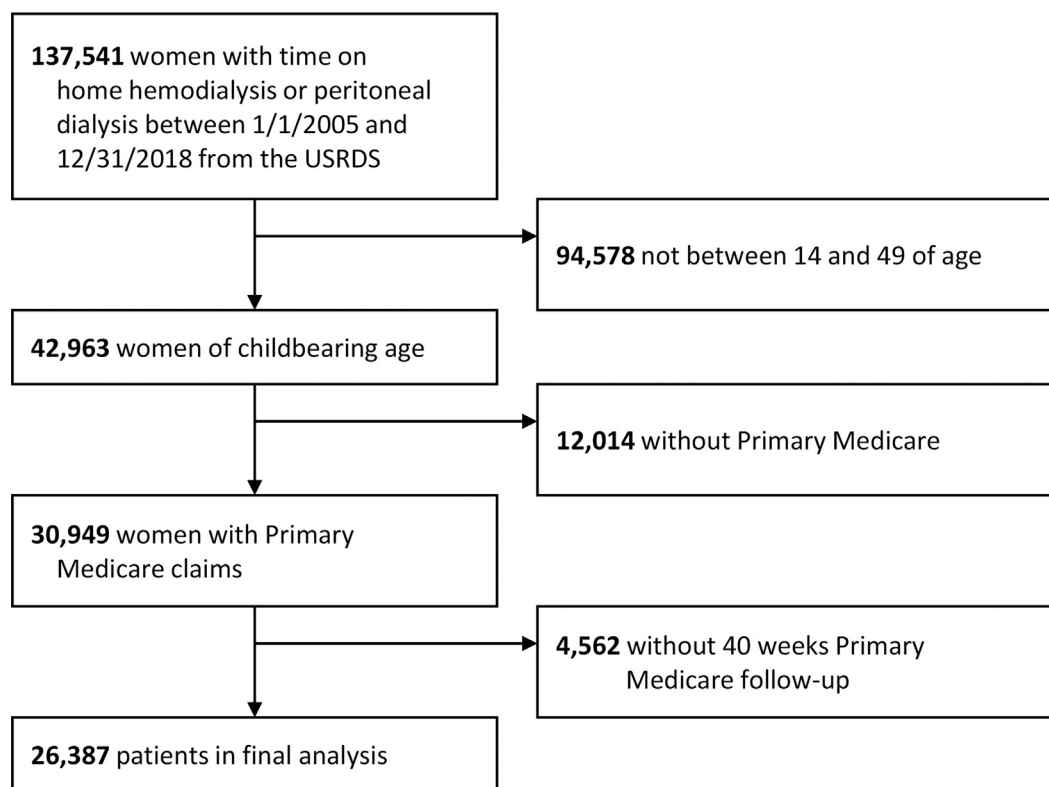 137,541 women with time on
home hemodialysis or peritoneal
dialysis between 1/1/2005 and
12/31/2018 from the USRDS
94,578 not between 14 and 49 of age
42,963 women of childbearing age
12,014 without Primary Medicare
30,949 women with Primary
Medicare claims
4,562 without 40 weeks Primary
Medicare follow-up
26,387 patients in final analysis